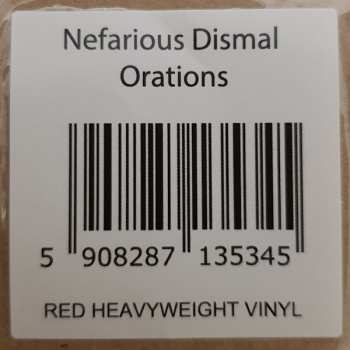 Nefarious Dismal
Orations
5 908287 135345
RED HEAVYWEIGHT VINYL